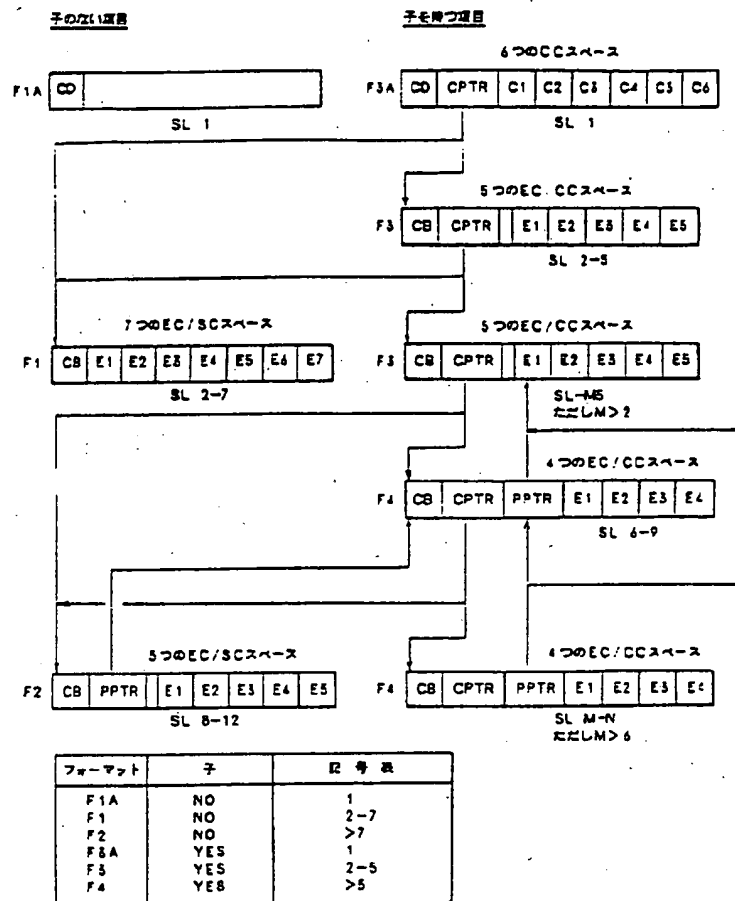 子のない項目
子を持つ項目
6つのCCスペース
F1A CD
F3A CD CPTR C1 C2 C3 C4 C5 C6
SL 1
SL 1
5つのEC/CCスペース
F3 CB CPTR E1 E2 E3 E4 E5
SL 2-5
7つのEC/SCスペース
5つのEC/CCスペース
F1 CB E1 E2 E3 E4 E5 E6 E7
F3 CB CPTR E1 E2 E3 E4 E5
SL 2-7
SL-M5
ただしM>2
4つのEC/CCスペース
F4 CB CPTR PPTR E1 E2 E3 E4
SL 6-9
5つのEC/SCスペース
4つのEC/CCスペース
F2 CB PPTR E1 E2 E3 E4 E5
F4 CB CPTR PPTR E1 E2 E3 E4
SL 8-12
SL M-N
ただしM>6
フォーマット 子 記号表
F1A NO 1
F1 NO 2-7
F2 NO >7
F3A YES 1
F3 YES 2-5
F4 YES >5